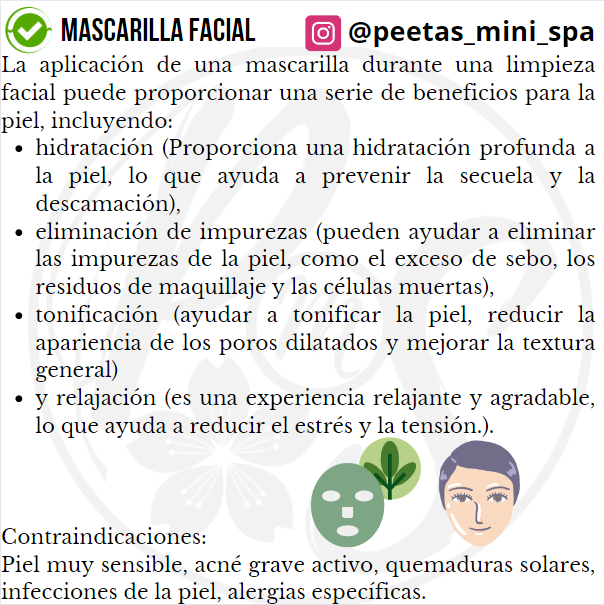 MASCARILLA FACIAL @peetas_mini_spa
La aplicación de una mascarilla durante una limpieza
facial puede proporcionar una serie de beneficios para la
piel, incluyendo:
• hidratación (Proporciona una hidratación profunda a
la piel, lo que ayuda a prevenir la secuela y la
descamación),
• eliminación de impurezas (pueden ayudar a eliminar
las impurezas de la piel, como el exceso de sebo, los
residuos de maquillaje y las células muertas),
• tonificación (ayudar a tonificar la piel, reducir la
apariencia de los poros dilatados y mejorar la textura
general)
• y relajación (es una experiencia relajante y agradable,
lo que ayuda a reducir el estrés y la tensión.).
Contraindicaciones:
Piel muy sensible, acné grave activo, quemaduras solares,
infecciones de la piel, alergias específicas.